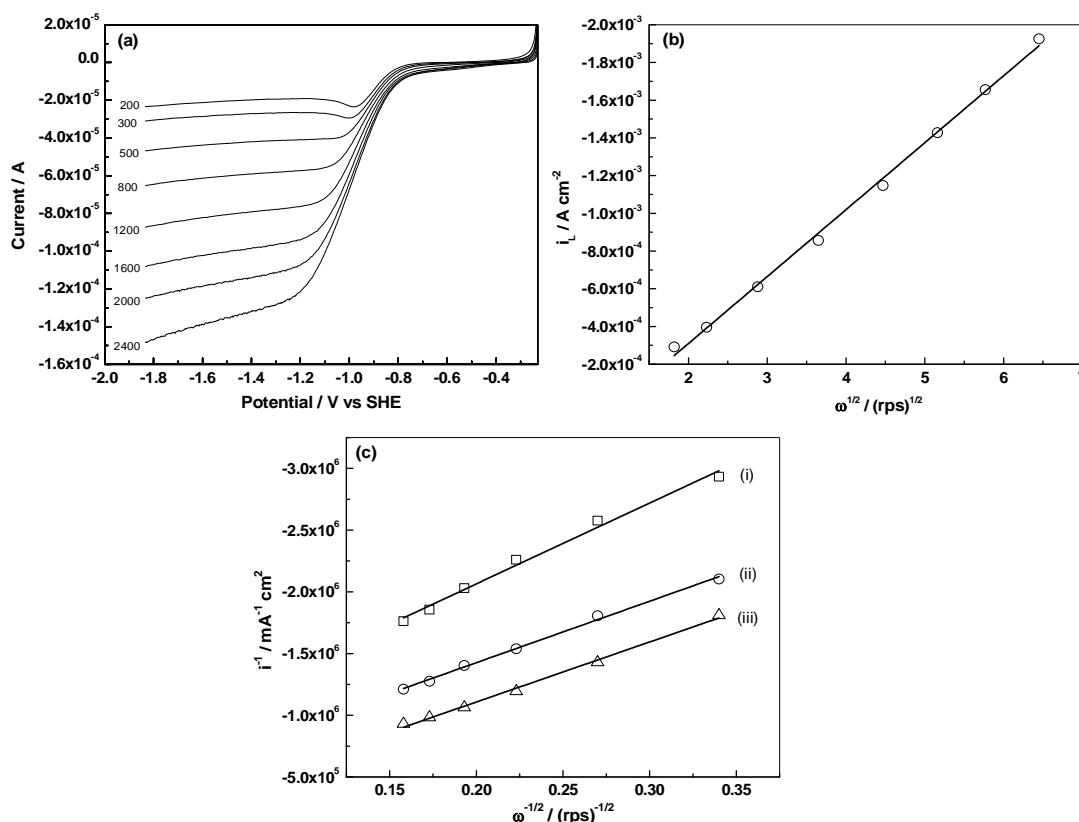 (a)
2.0x10⁻⁵
0.0
-2.0x10⁻⁵
-4.0x10⁻⁵
-6.0x10⁻⁵
-8.0x10⁻⁵
-1.0x10⁻⁴
-1.2x10⁻⁴
-1.4x10⁻⁴
-1.6x10⁻⁴
Current / A
200
300
500
800
1200
1600
2000
2400
-2.0 -1.8 -1.6 -1.4 -1.2 -1.0 -0.8 -0.6 -0.4
Potential / V vs SHE
(b)
-2.0x10⁻³
-1.8x10⁻³
-1.6x10⁻³
-1.4x10⁻³
-1.2x10⁻³
-1.0x10⁻³
-8.0x10⁻⁴
-6.0x10⁻⁴
-4.0x10⁻⁴
-2.0x10⁻⁴
i_L / A cm⁻²
2 3 4 5 6
ω^1/2 / (rps)^1/2
(c)
-3.0x10⁶
-2.5x10⁶
-2.0x10⁶
-1.5x10⁶
-1.0x10⁶
-5.0x10⁵
i⁻¹ / mA⁻¹ cm²
(i)
(ii)
(iii)
0.15 0.20 0.25 0.30 0.35
ω^-1/2 / (rps)^-1/2